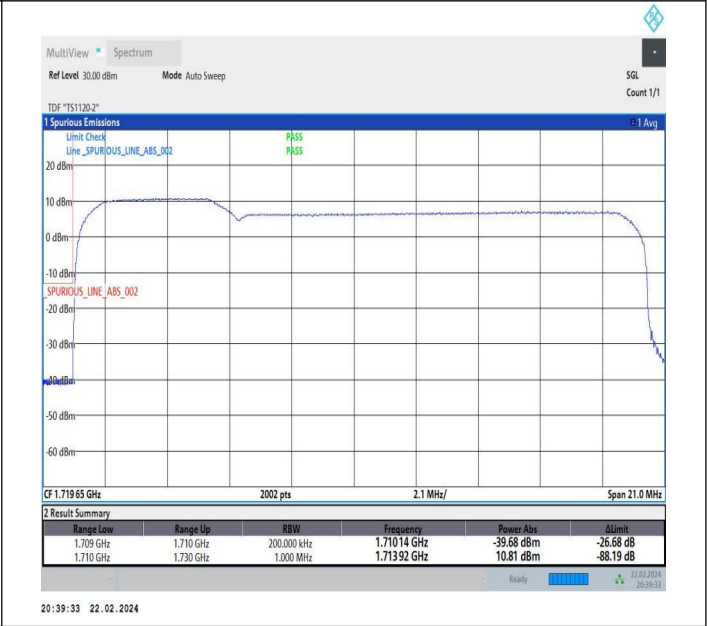 R&S
MultiView Spectrum
Ref Level 30.00 dBm Mode Auto Sweep SGL
Count 1/1
TDF "TS1120-2"
1 Spurious Emissions 1 Avg
Limit Check PASS
Line _SPURIOUS_LINE_ABS_002 PASS
20 dBm
10 dBm
0 dBm
-10 dBm
_SPURIOUS_LINE_ABS_002
-20 dBm
-30 dBm
-40 dBm
-50 dBm
-60 dBm
CF 1.719 65 GHz 2002 pts 2.1 MHz/ Span 21.0 MHz
2 Result Summary
Range Low Range Up RBW Frequency Power Abs ΔLimit
1.709 GHz 1.710 GHz 200.000 kHz 1.71014 GHz -39.68 dBm -26.68 dB
1.710 GHz 1.730 GHz 1.000 MHz 1.71392 GHz 10.81 dBm -88.19 dB
Ready 22.02.2024
20:39:33
20:39:33 22.02.2024